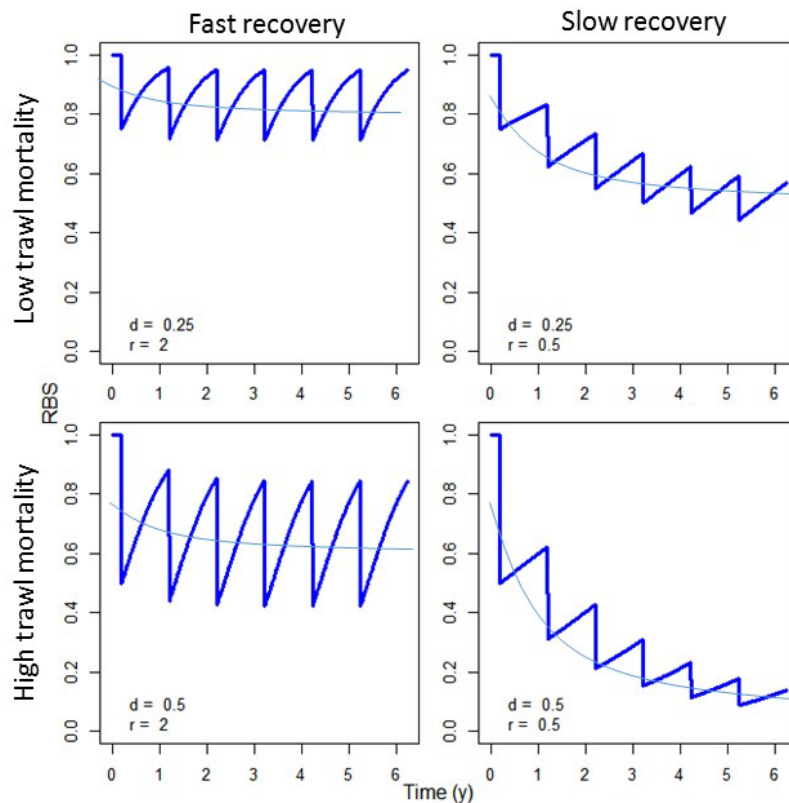 Fast recovery
Slow recovery
Low trawl mortality
1.0
0.8
0.6
0.4
0.2
0.0
d = 0.25
r = 2
0 1 2 3 4 5 6
1.0
0.8
0.6
0.4
0.2
0.0
d = 0.25
r = 0.5
0 1 2 3 4 5 6
RBS
High trawl mortality
1.0
0.8
0.6
0.4
0.2
0.0
d = 0.5
r = 2
0 1 2 3 4 5 6
1.0
0.8
0.6
0.4
0.2
0.0
d = 0.5
r = 0.5
0 1 2 3 4 5 6
Time (y)